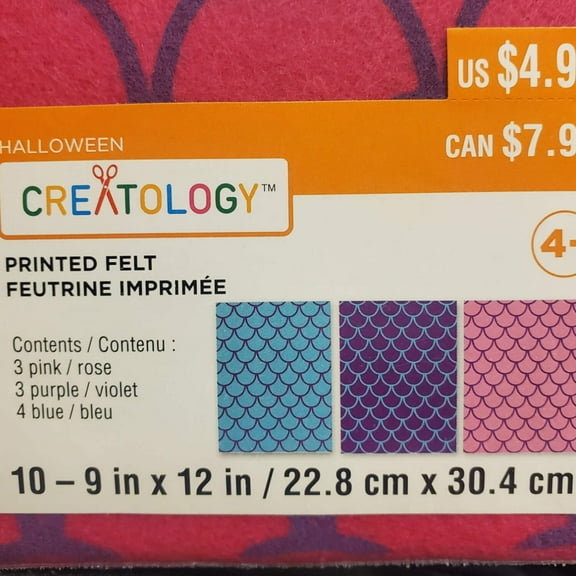 US $4.9
CAN $7.9
HALLOWEEN
CREATOLOGY™
4-
PRINTED FELT
FEUTRINE IMPRIMÉE
Contents / Contenu :
3 pink / rose
3 purple / violet
4 blue / bleu
10 – 9 in x 12 in / 22.8 cm x 30.4 cm